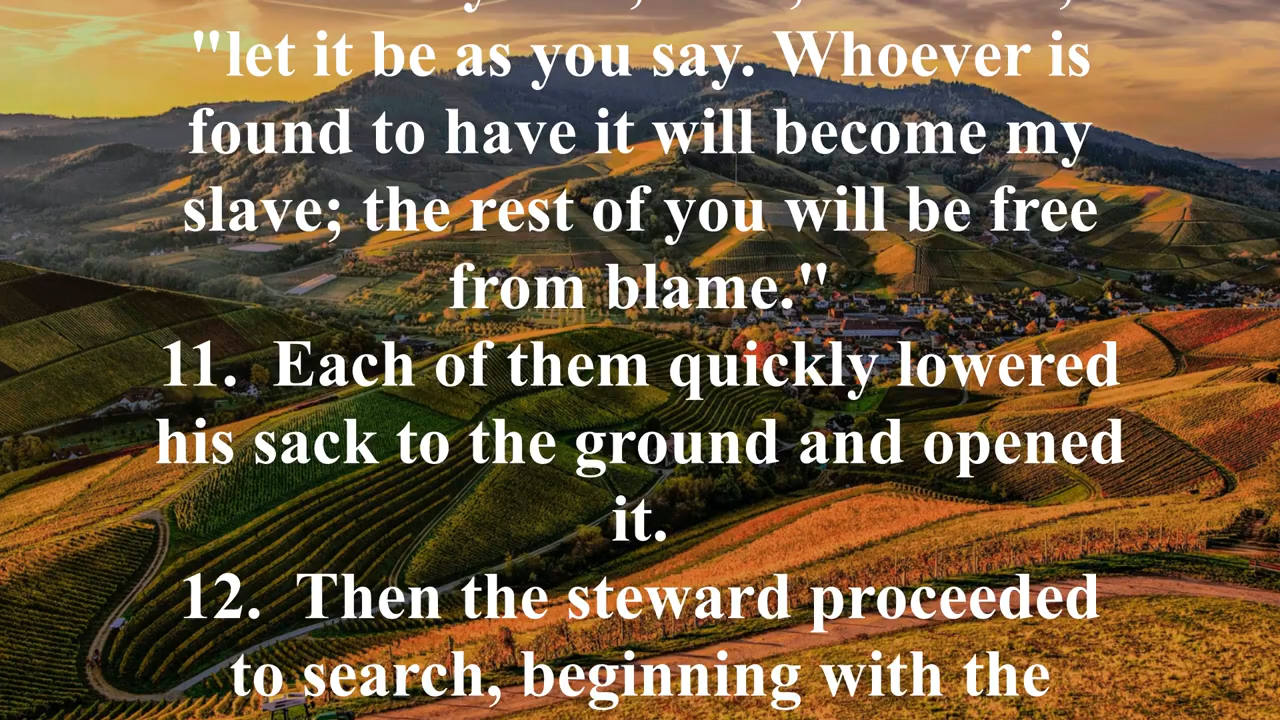 "let it be as you say. Whoever is
found to have it will become my
slave; the rest of you will be free
from blame."
11. Each of them quickly lowered
his sack to the ground and opened
it.
12. Then the steward proceeded
to search, beginning with the